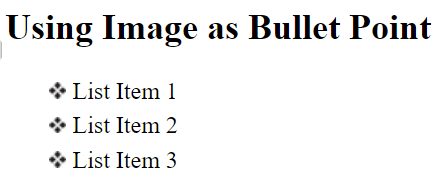 Using Image as Bullet Point
❖ List Item 1
❖ List Item 2
❖ List Item 3